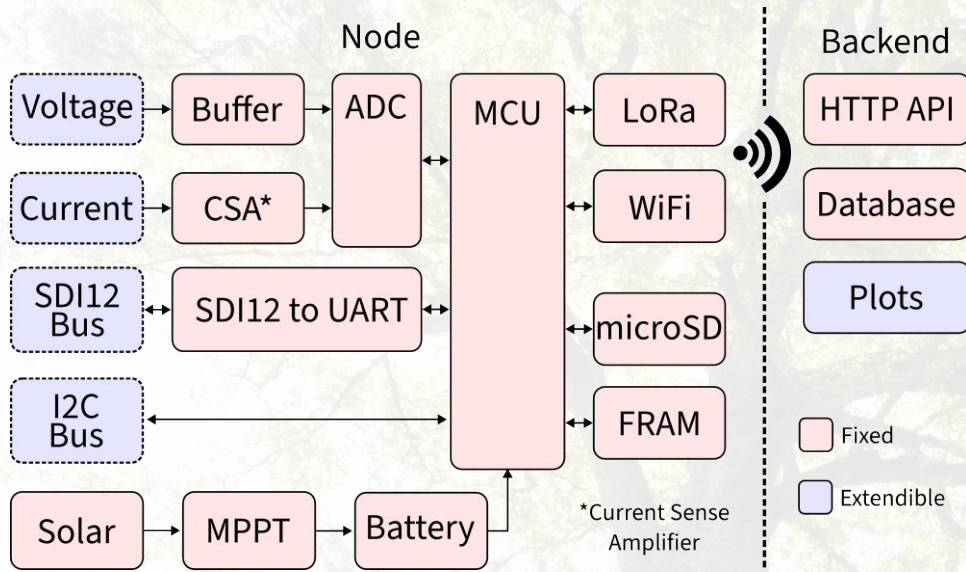 Node
Backend
Voltage
Buffer
ADC
MCU
LoRa
HTTP API
Current
CSA*
WiFi
Database
SDI12
Bus
SDI12 to UART
microSD
Plots
I2C
Bus
FRAM
Fixed
Extendible
Solar
MPPT
Battery
*Current Sense
Amplifier